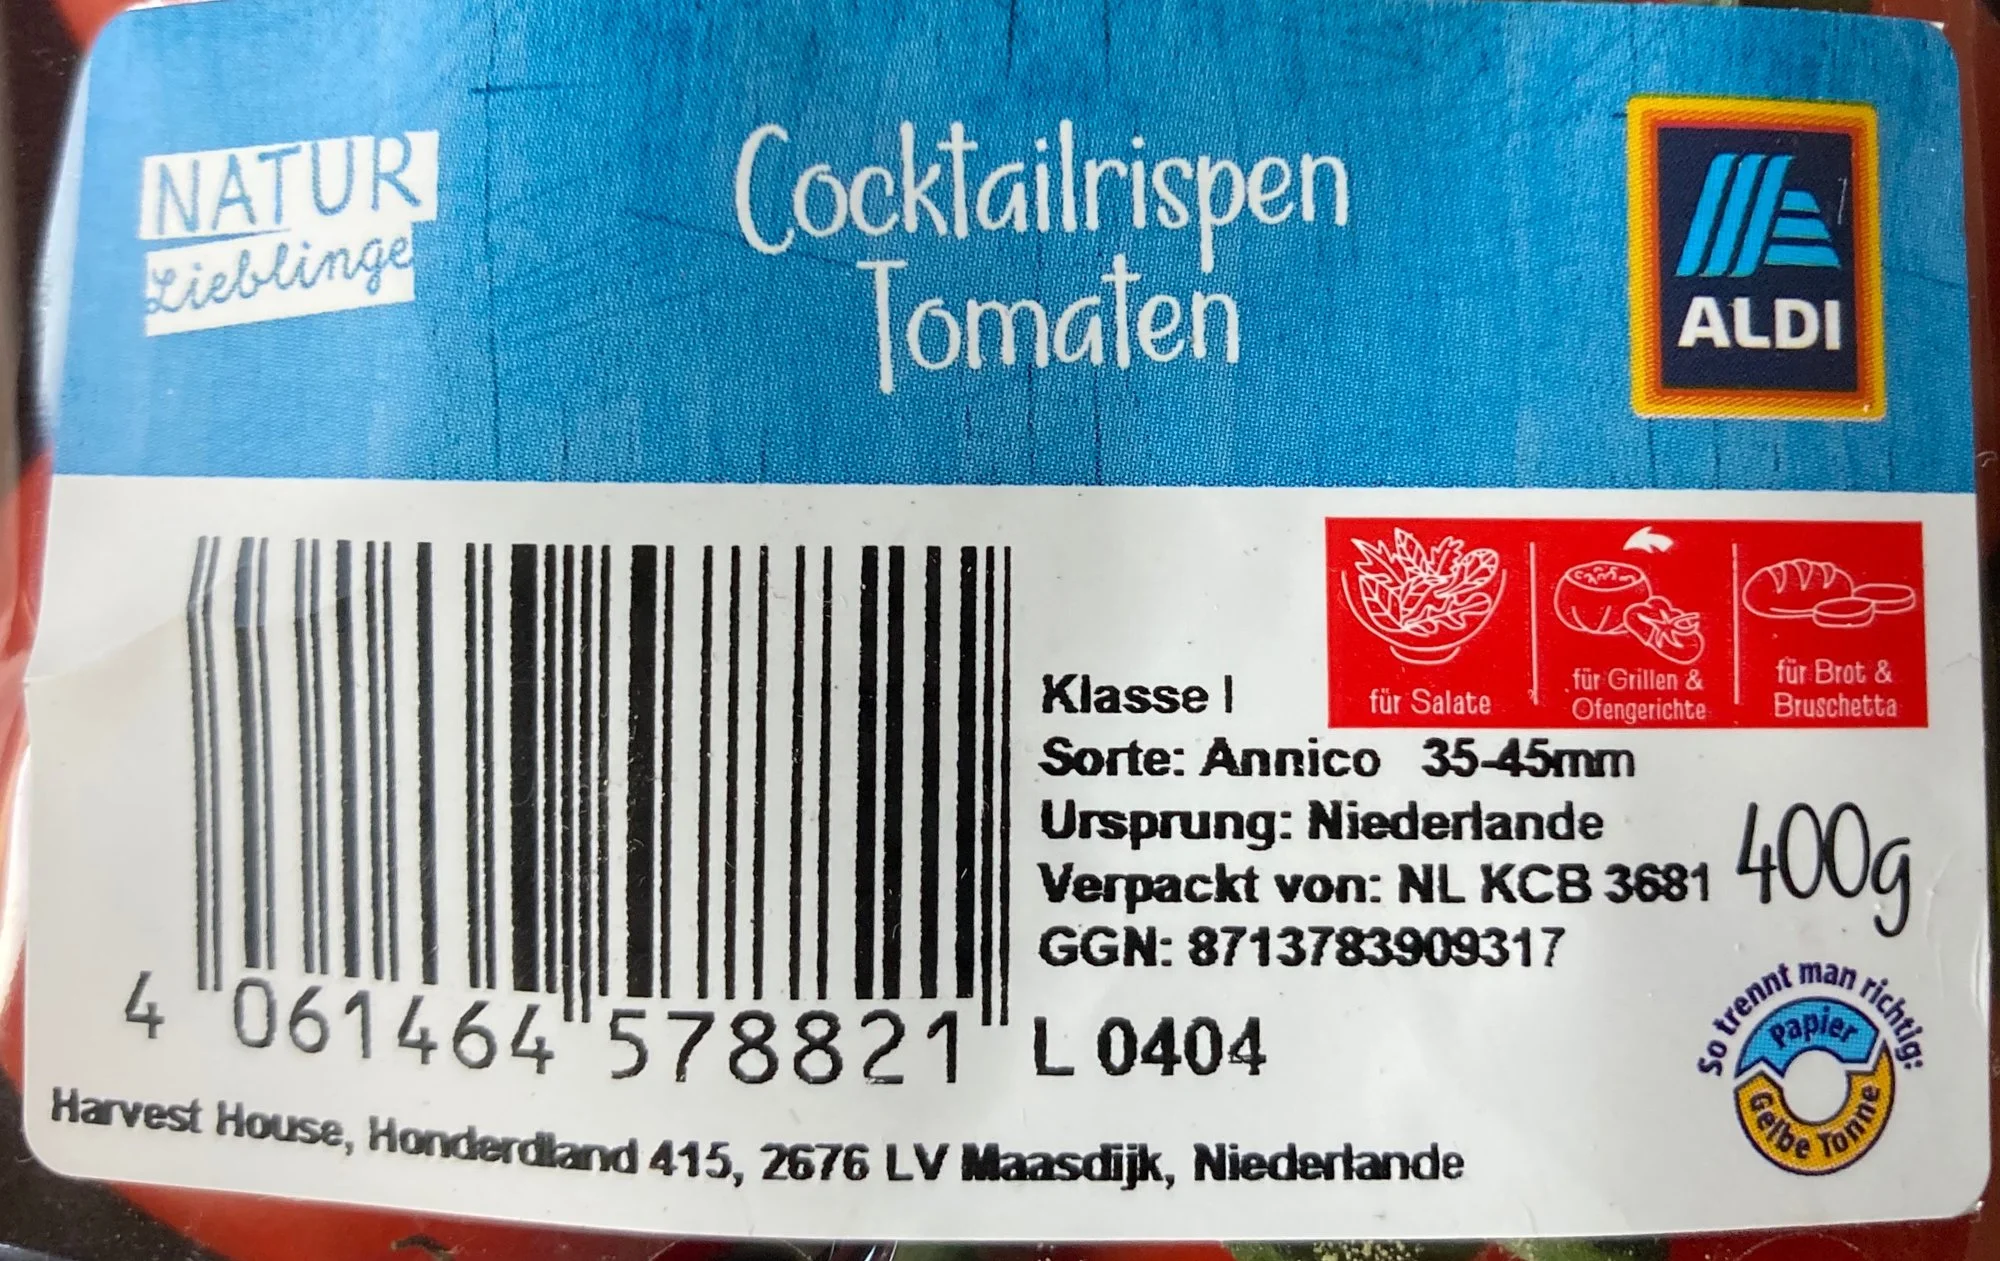 NATUR
Lieblinge
Cocktailrispen
Tomaten
ALDI
für Salate
für Grillen &
Ofengerichte
für Brot &
Bruschetta
Klasse I
Sorte: Annico 35-45mm
Ursprung: Niederlande
Verpackt von: NL KCB 3681
400g
GGN: 8713783909317
4 061464 578821
L 0404
So trennt man richtig:
Papier
Gelbe Tonne
Harvest House, Honderdland 415, 2676 LV Maasdijk, Niederlande